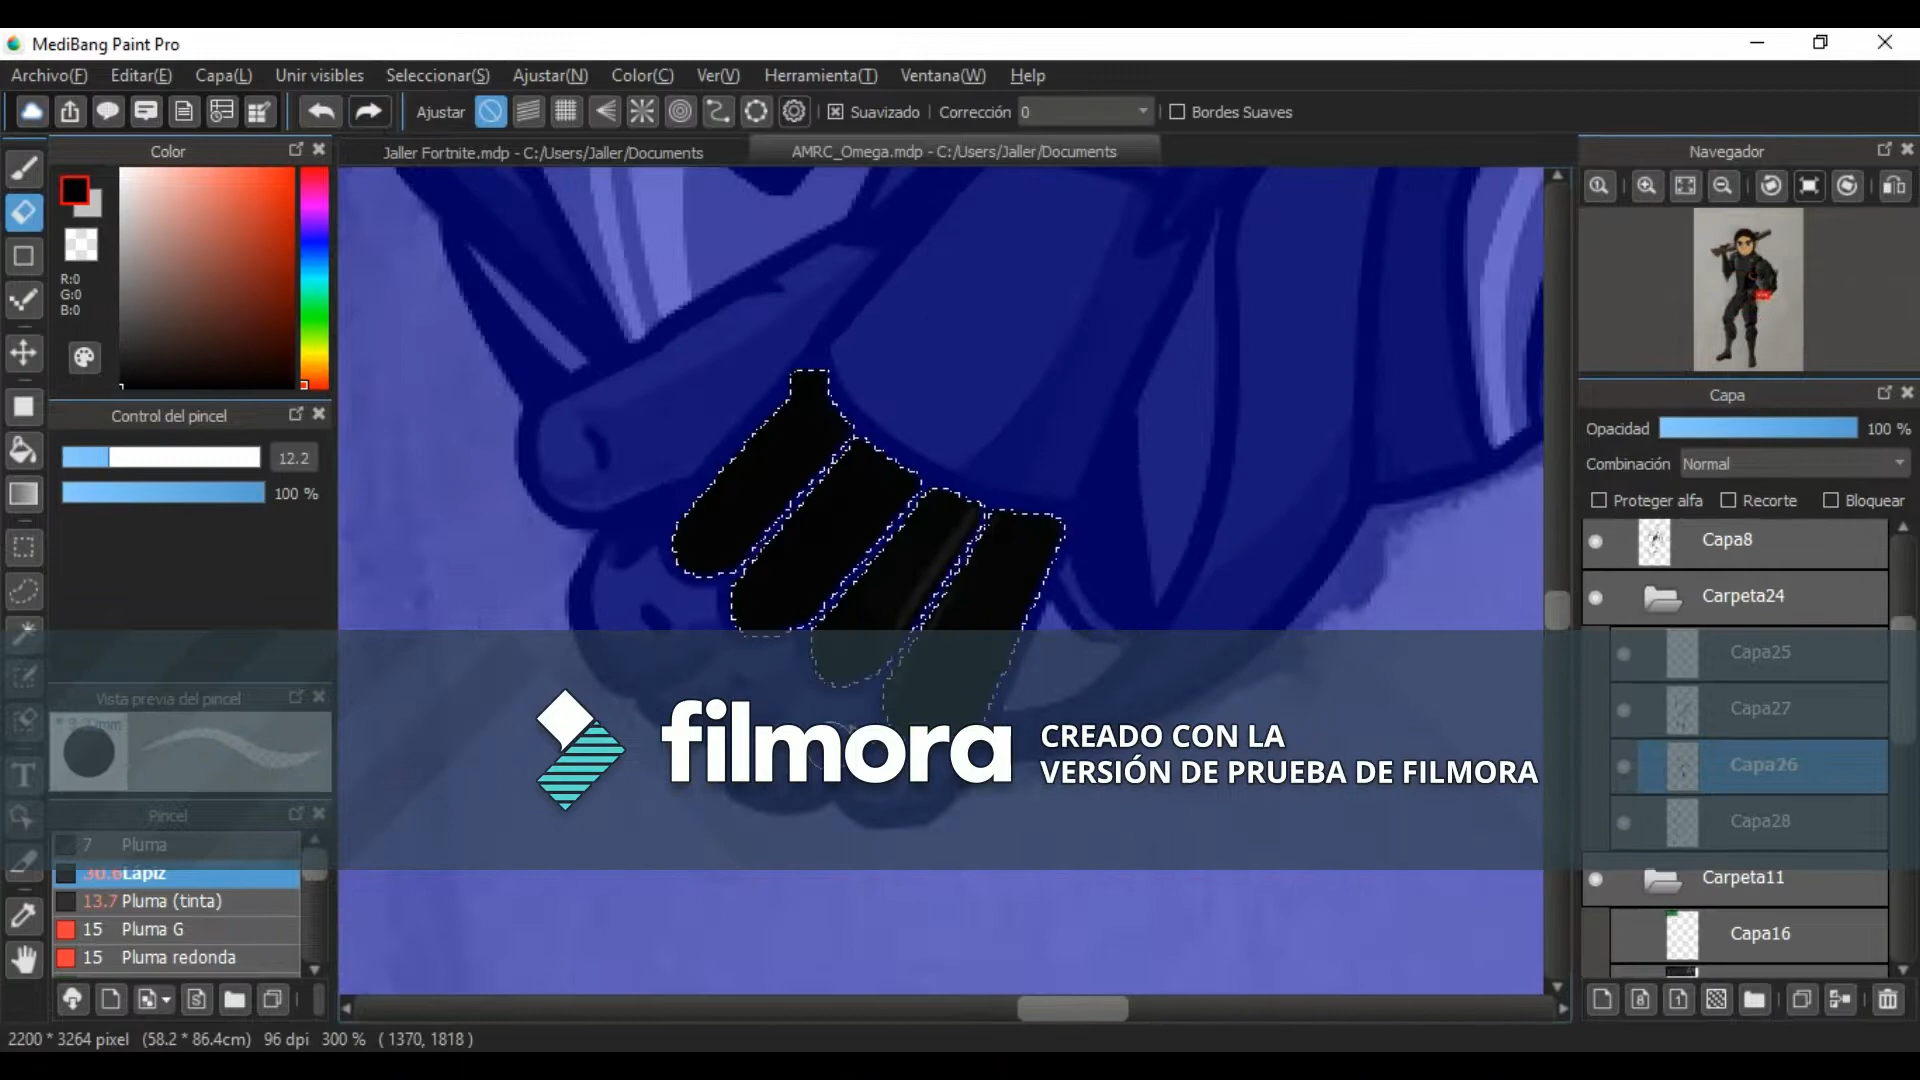 MediBang Paint Pro
Archivo(F) Editar(E) Capa(L) Unir visibles Seleccionar(S) Ajustar(N) Color(C) Ver(V) Herramienta(T) Ventana(W) Help
Ajustar Suavizado Corrección 0 Bordes Suaves
Color
R:0
G:0
B:0
Jaller Fortnite.mdp - C:/Users/Jaller/Documents
AMRC_Omega.mdp - C:/Users/Jaller/Documents
Control del pincel
12.2
100 %
Vista previa del pincel
Pincel
7 Pluma
30.6 Lápiz
13.7 Pluma (tinta)
15 Pluma G
15 Pluma redonda
filmora
CREADO CON LA
VERSIÓN DE PRUEBA DE FILMORA
Navegador
Capa
Opacidad 100 %
Combinación Normal
Proteger alfa Recorte Bloquear
Capa8
Carpeta24
Capa25
Capa27
Capa26
Capa28
Carpeta11
Capa16
2200 * 3264 pixel (58.2 * 86.4cm) 96 dpi 300 % ( 1370, 1818 )